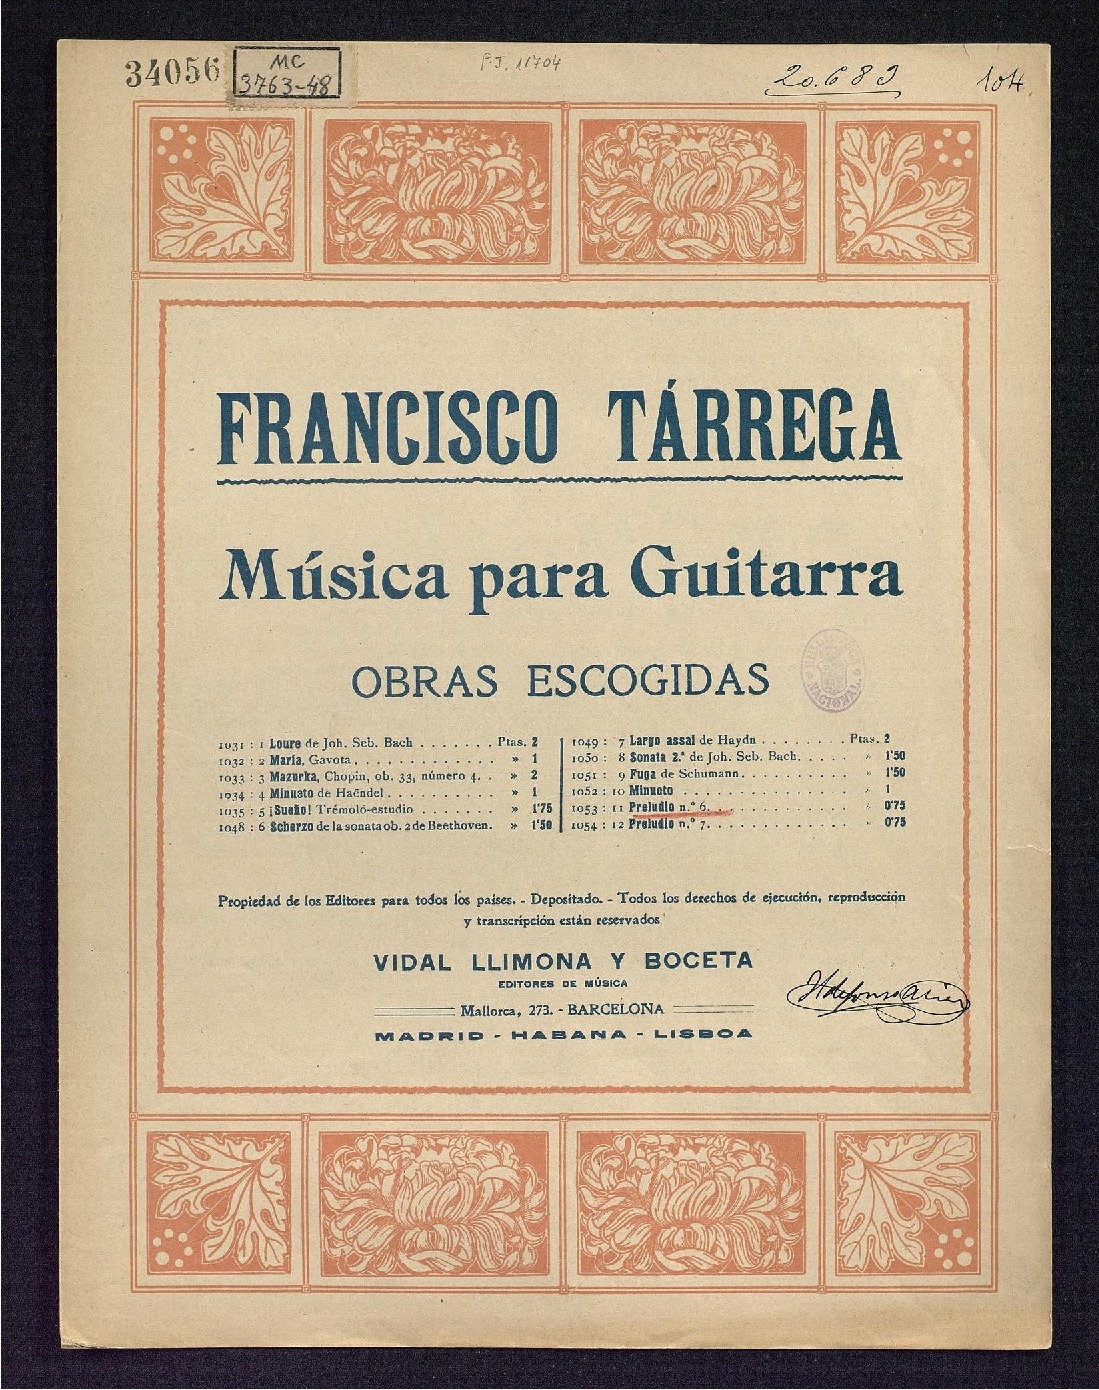 34056
MC
3763-48
20.689
104
FRANCISCO TÁRREGA
Música para Guitarra
OBRAS ESCOGIDAS
1031 : 1 Loure de Joh. Seb. Bach . . . . . . . Ptas. 2
1032 : 2 María, Gavota. . . . . . . . . . . . » 1
1033 : 3 Mazurka, Chopin, ob. 33, número 4. . » 2
1034 : 4 Minueto de Haëndel . . . . . . . . . » 1
1035 : 5 ¡Sueño! Trémolo-estudio . . . . . . . » 1'75
1048 : 6 Scherzo de la sonata ob. 2 de Beethoven. » 1'50
1049 : 7 Largo assai de Haydn . . . . . . . . Ptas. 2
1050 : 8 Sonata 2.ª de Joh. Seb. Bach. . . . . » 1'50
1051 : 9 Fuga de Schumann. . . . . . . . . . » 1'50
1052 : 10 Minueto . . . . . . . . . . . . . . » 1
1053 : 11 Preludio n.º 6. . . . . . . . . . . . » 0'75
1054 : 12 Preludio n.º 7. . . . . . . . . . . . » 0'75
Propiedad de los Editores para todos los países. - Depositado. - Todos los derechos de ejecución, reproducción
y transcripción están reservados
VIDAL LLIMONA Y BOCETA
EDITORES DE MÚSICA
Mallorca, 273. - BARCELONA
MADRID - HABANA - LISBOA
Ildefonso Alier